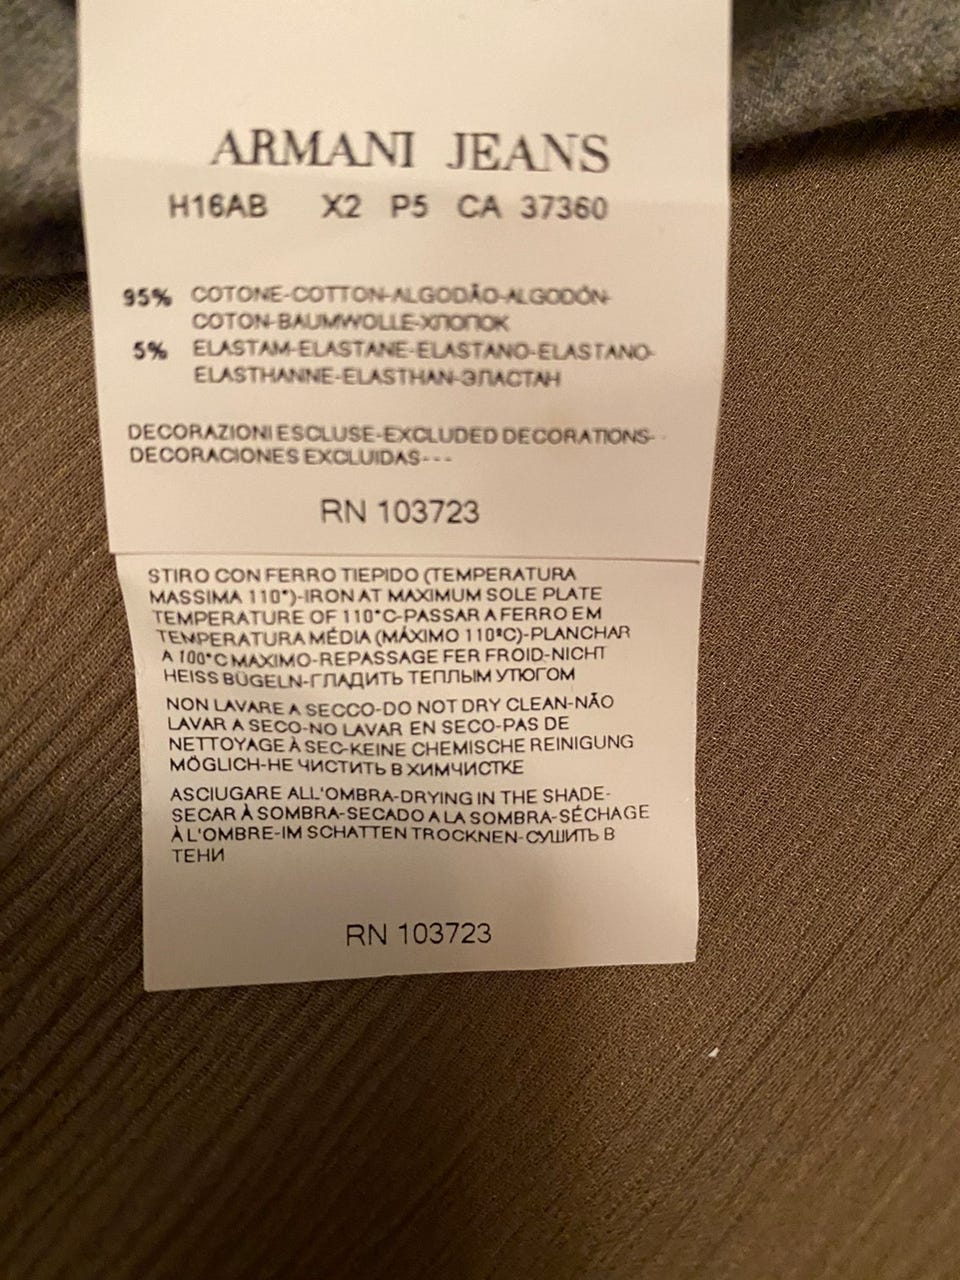 ARMANI JEANS
H16AB X2 P5 CA 37360
95% COTONE-COTTON-ALGODÃO-ALGODÓN-
COTON-BAUMWOLLE-ХЛОПОК
5% ELASTAM-ELASTANE-ELASTANO-ELASTANO-
ELASTHANNE-ELASTHAN-ЭЛАСТАН
DECORAZIONI ESCLUSE-EXCLUDED DECORATIONS-
DECORACIONES EXCLUIDAS---
RN 103723
STIRO CON FERRO TIEPIDO (TEMPERATURA
MASSIMA 110°)-IRON AT MAXIMUM SOLE PLATE
TEMPERATURE OF 110°C-PASSAR A FERRO EM
TEMPERATURA MÉDIA (MÁXIMO 110ºC)-PLANCHAR
A 100°C MAXIMO-REPASSAGE FER FROID-NICHT
HEISS BÜGELN-ГЛАДИТЬ ТЕПЛЫМ УТЮГОМ
NON LAVARE A SECCO-DO NOT DRY CLEAN-NÃO
LAVAR A SECO-NO LAVAR EN SECO-PAS DE
NETTOYAGE À SEC-KEINE CHEMISCHE REINIGUNG
MÖGLICH-НЕ ЧИСТИТЬ В ХИМЧИСТКЕ
ASCIUGARE ALL'OMBRA-DRYING IN THE SHADE-
SECAR À SOMBRA-SECADO A LA SOMBRA-SÉCHAGE
À L'OMBRE-IM SCHATTEN TROCKNEN-СУШИТЬ В
ТЕНИ
RN 103723